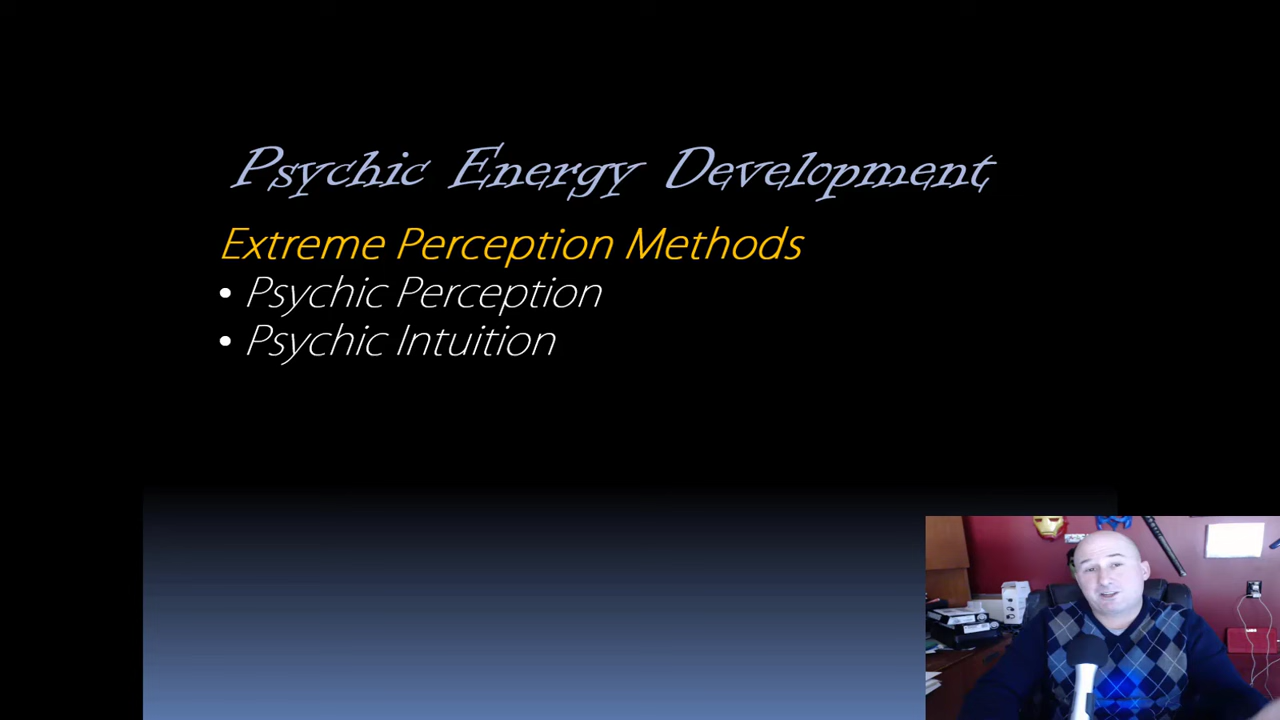 Psychic Energy Development
Extreme Perception Methods
• Psychic Perception
• Psychic Intuition